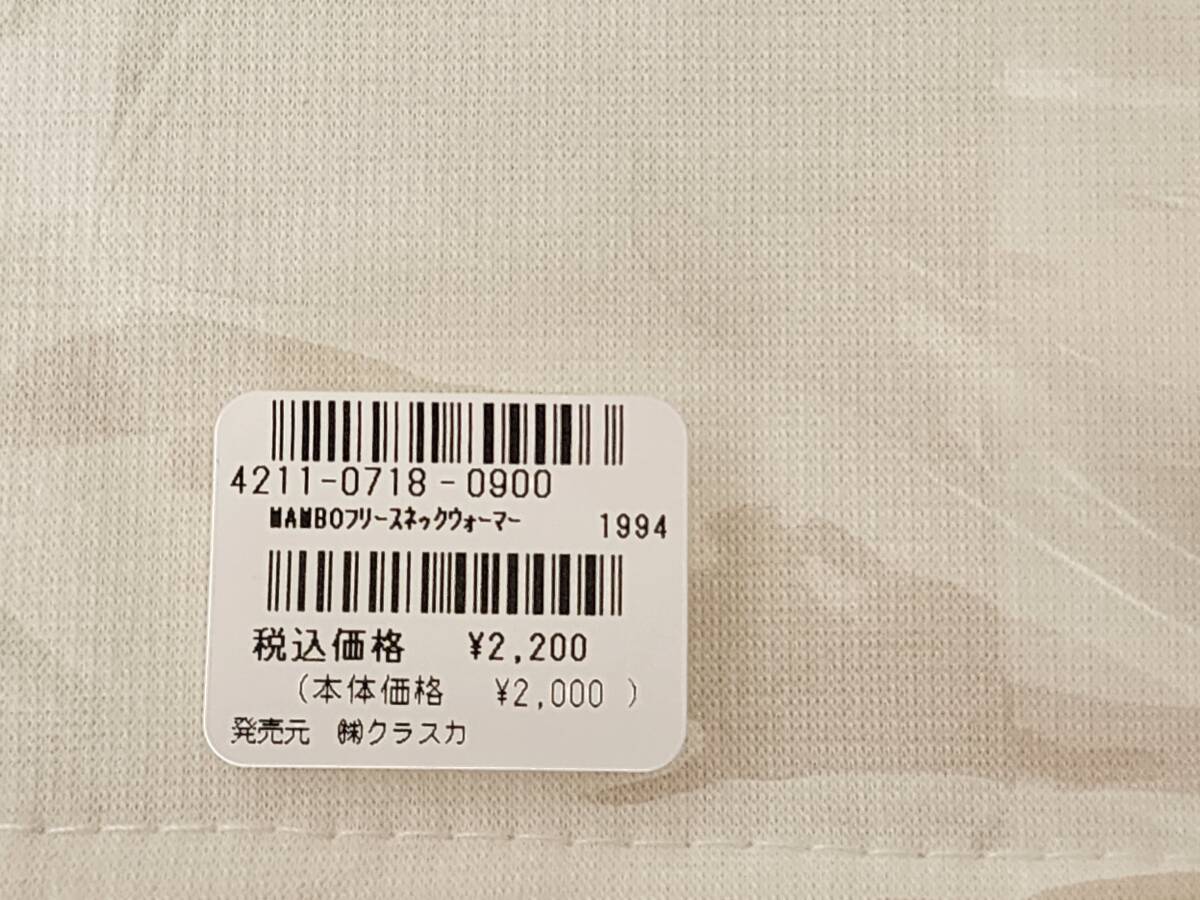 4211-0718-0900
MAMBOフリースネックウォーマー 1994
税込価格 ¥2,200
(本体価格 ¥2,000 )
発売元 ㈱クラスカ